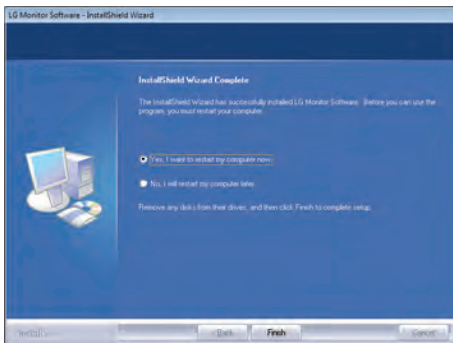 LG Monitor Software - InstallShield Wizard
InstallShield Wizard Complete
The InstallShield Wizard has successfully installed LG Monitor Software. Before you can use the
program, you must restart your computer.
Yes, I want to restart my computer now.
No, I will restart my computer later.
Remove any disks from their drives, and then click Finish to complete setup.
InstallShield
< Back Finish Cancel